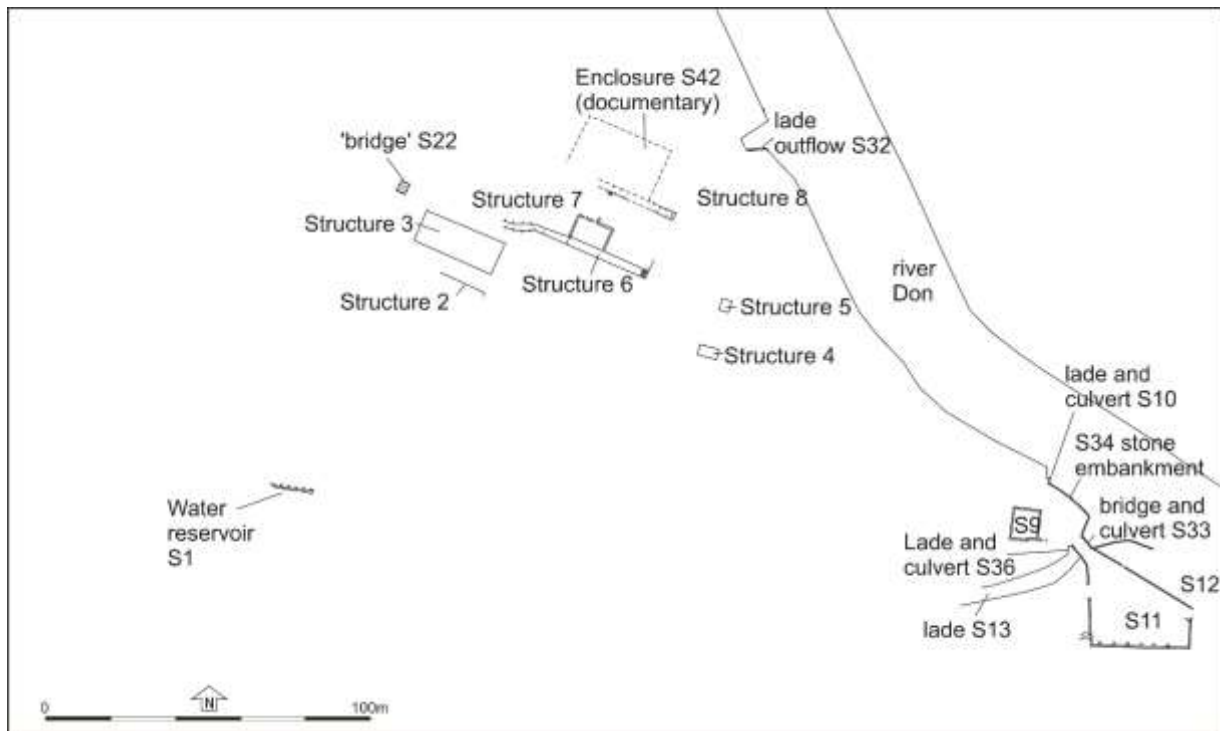 Enclosure S42
(documentary)
lade
outflow S32
'bridge' S22
Structure 7
Structure 8
Structure 3
river
Don
Structure 6
Structure 2
Structure 5
Structure 4
lade and
culvert S10
S34 stone
embankment
Water
reservoir
S1
bridge and
culvert S33
S9
Lade and
culvert S36
S12
S11
lade S13
N
0
100m